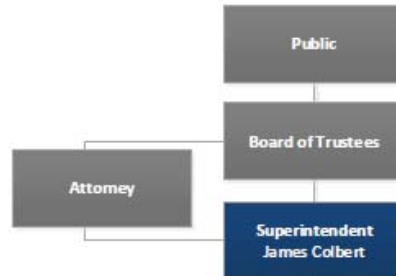 Public
Board of Trustees
Attorney
Superintendent
James Colbert